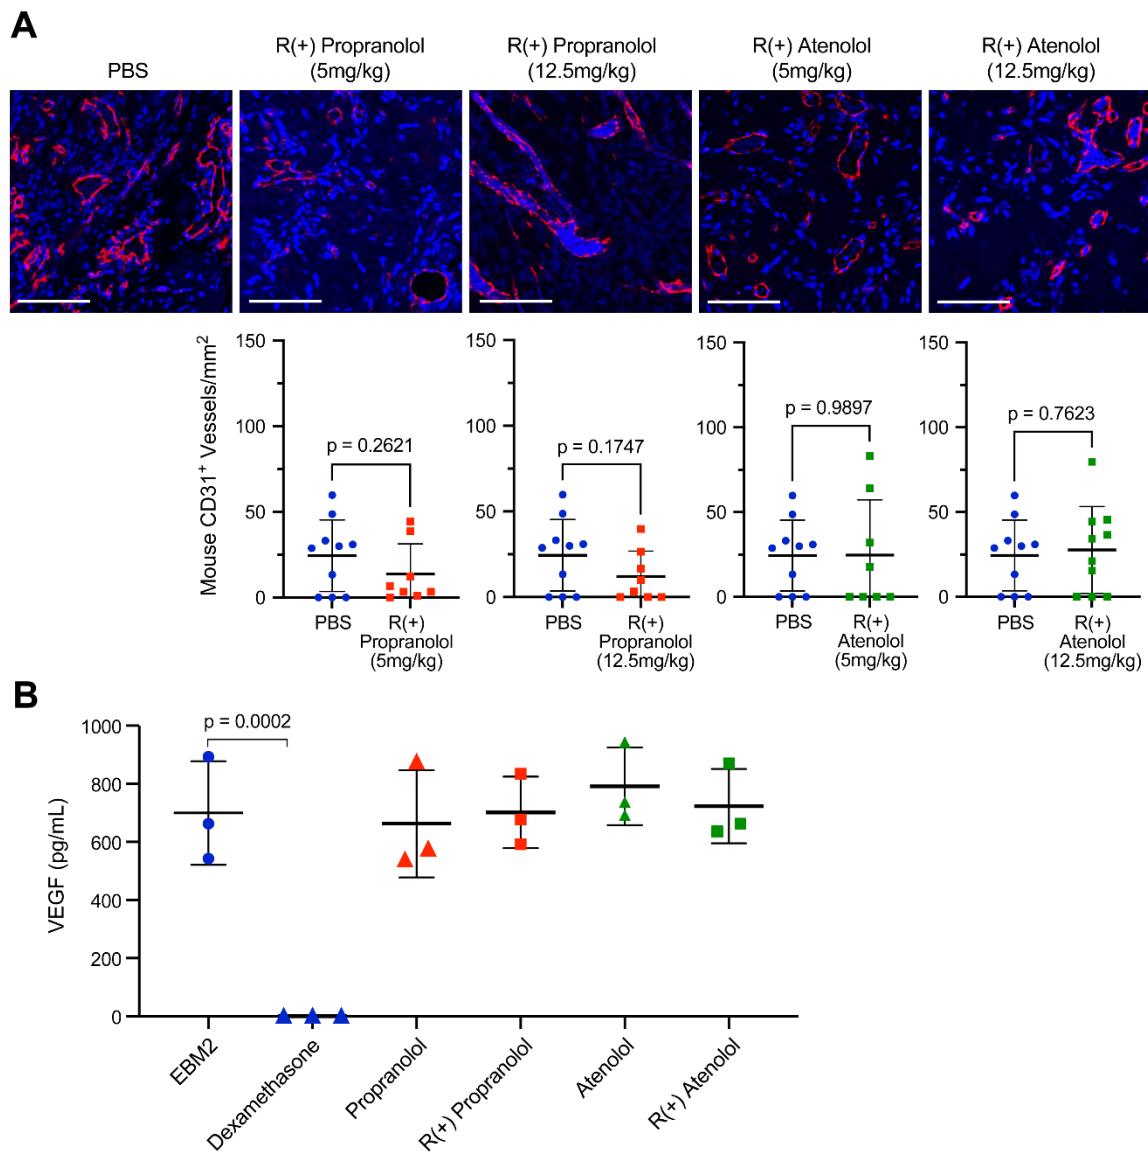 A
PBS
R(+) Propranolol
(5mg/kg)
R(+) Propranolol
(12.5mg/kg)
R(+) Atenolol
(5mg/kg)
R(+) Atenolol
(12.5mg/kg)
Mouse CD31+ Vessels/mm2
150
100
50
0
p = 0.2621
PBS
R(+)
Propranolol
(5mg/kg)
150
100
50
0
p = 0.1747
PBS
R(+)
Propranolol
(12.5mg/kg)
150
100
50
0
p = 0.9897
PBS
R(+)
Atenolol
(5mg/kg)
150
100
50
0
p = 0.7623
PBS
R(+)
Atenolol
(12.5mg/kg)
B
VEGF (pg/mL)
1000
800
600
400
200
0
p = 0.0002
EBM2
Dexamethasone
Propranolol
R(+) Propranolol
Atenolol
R(+) Atenolol